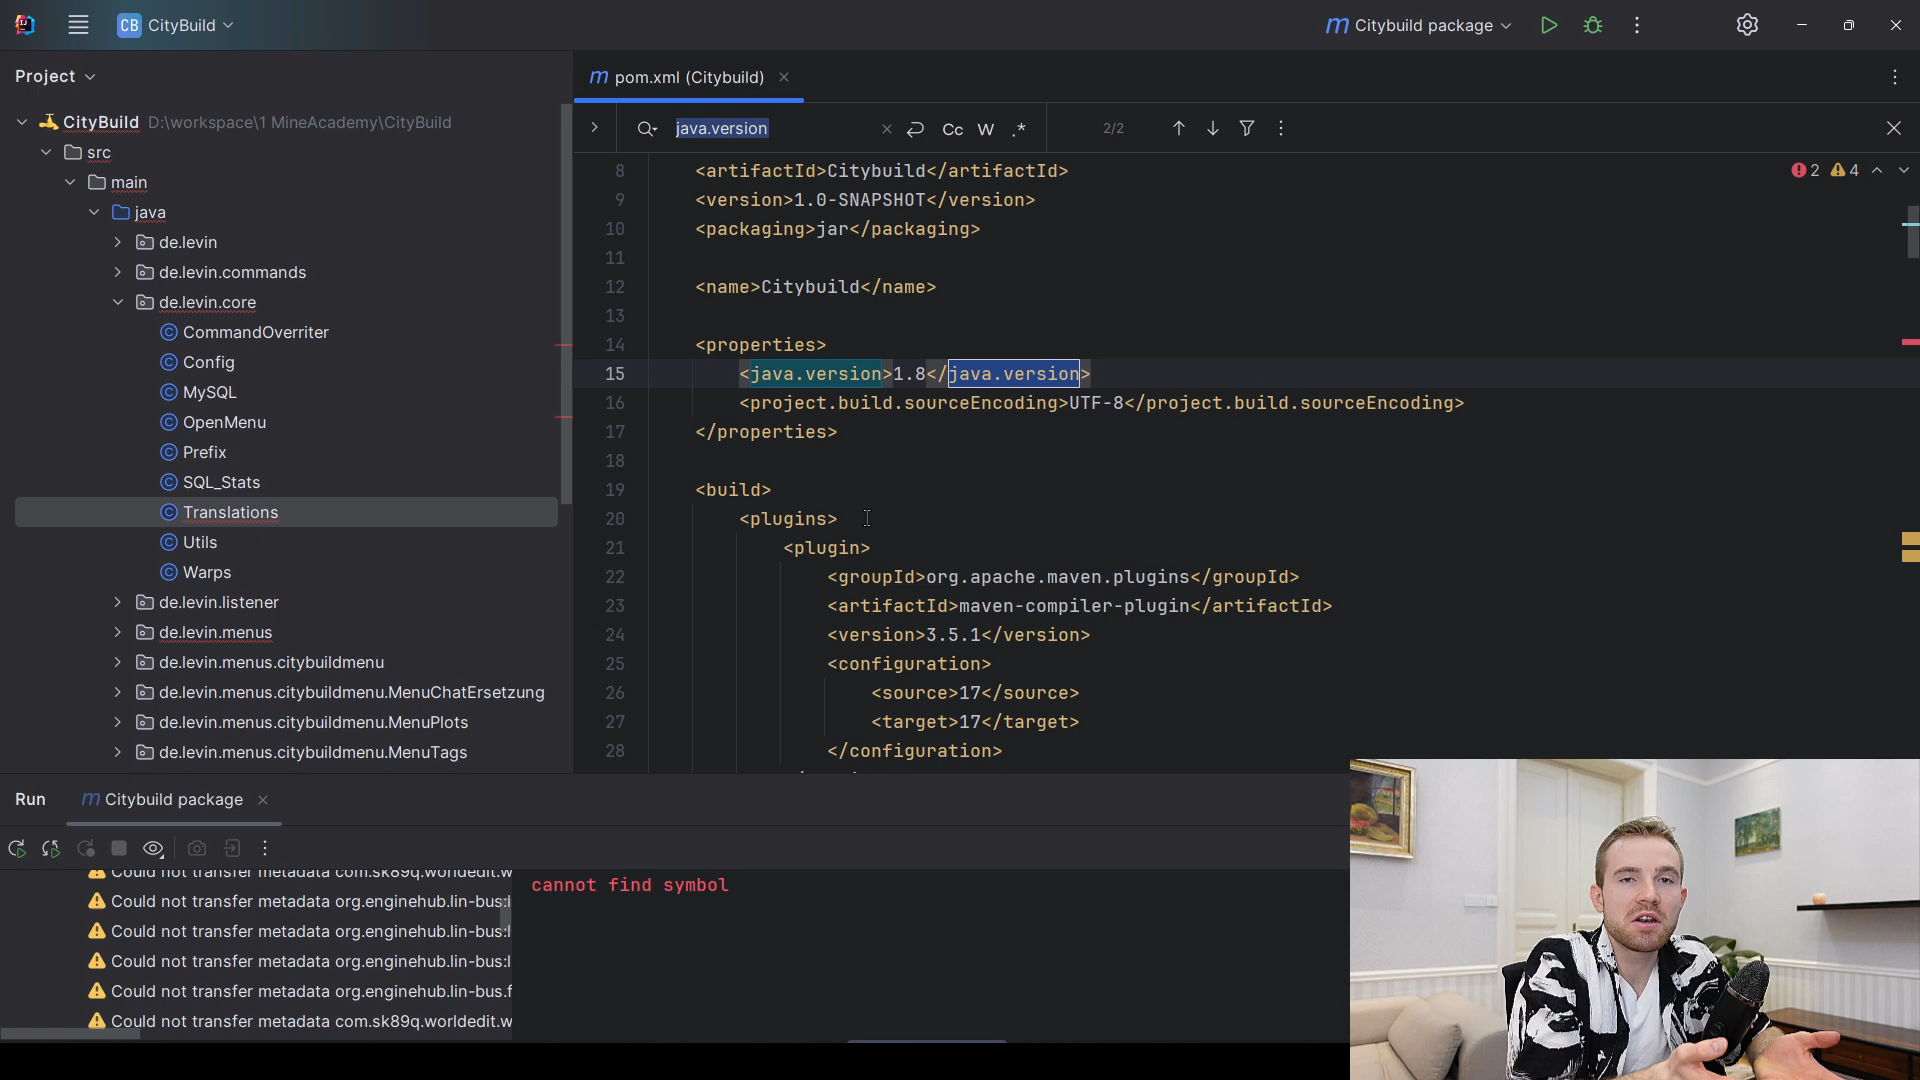 CB CityBuild
m Citybuild package
Project
m pom.xml (Citybuild)
CityBuild D:\workspace\1 MineAcademy\CityBuild
src
main
java
de.levin
de.levin.commands
de.levin.core
CommandOverriter
Config
MySQL
OpenMenu
Prefix
SQL_Stats
Translations
Utils
Warps
de.levin.listener
de.levin.menus
de.levin.menus.citybuildmenu
de.levin.menus.citybuildmenu.MenuChatErsetzung
de.levin.menus.citybuildmenu.MenuPlots
de.levin.menus.citybuildmenu.MenuTags
java.version Cc W .* 2/2
2 4
8 <artifactId>Citybuild</artifactId>
9 <version>1.0-SNAPSHOT</version>
10 <packaging>jar</packaging>
11
12 <name>Citybuild</name>
13
14 <properties>
15 <java.version>1.8</java.version>
16 <project.build.sourceEncoding>UTF-8</project.build.sourceEncoding>
17 </properties>
18
19 <build>
20 <plugins>
21 <plugin>
22 <groupId>org.apache.maven.plugins</groupId>
23 <artifactId>maven-compiler-plugin</artifactId>
24 <version>3.5.1</version>
25 <configuration>
26 <source>17</source>
27 <target>17</target>
28 </configuration>
Run m Citybuild package
Could not transfer metadata com.sk89q.worldedit.w
Could not transfer metadata org.enginehub.lin-bus:l
Could not transfer metadata org.enginehub.lin-bus:l
Could not transfer metadata org.enginehub.lin-bus:l
Could not transfer metadata org.enginehub.lin-bus.f
Could not transfer metadata com.sk89q.worldedit.w
cannot find symbol